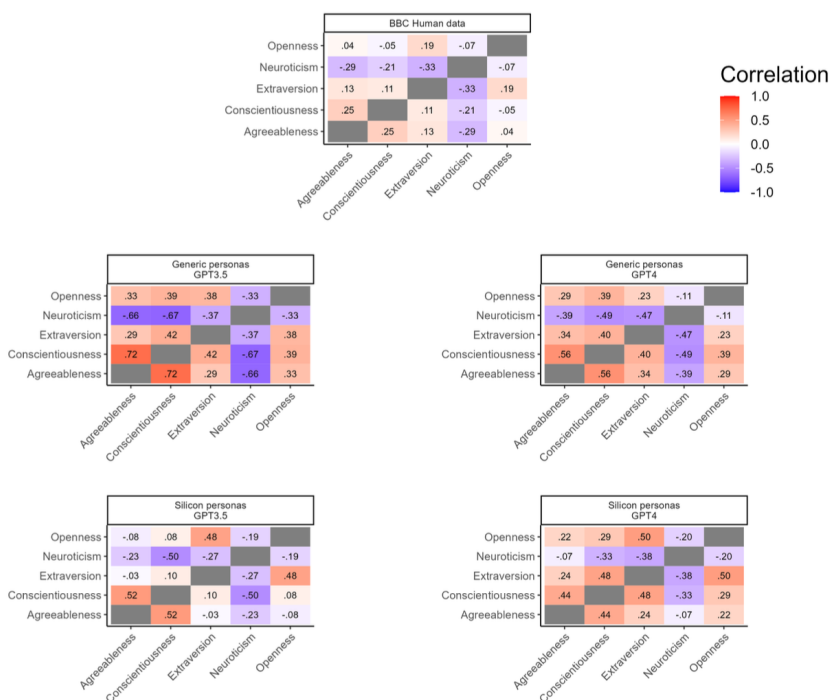 BBC Human data
Openness .04 -.05 .19 -.07
Neuroticism -.29 -.21 -.33 -.07
Extraversion .13 .11 -.33 .19
Conscientiousness .25 .11 -.21 -.05
Agreeableness .25 .13 -.29 .04
Agreeableness Conscientiousness Extraversion Neuroticism Openness
Correlation
1.0
0.5
0.0
-0.5
-1.0
Generic personas
GPT3.5
Openness .33 .39 .38 -.33
Neuroticism -.66 -.67 -.37 -.33
Extraversion .29 .42 -.37 .38
Conscientiousness .72 .42 -.67 .39
Agreeableness .72 .29 -.66 .33
Agreeableness Conscientiousness Extraversion Neuroticism Openness
Generic personas
GPT4
Openness .29 .39 .23 -.11
Neuroticism -.39 -.49 -.47 -.11
Extraversion .34 .40 -.47 .23
Conscientiousness .56 .40 -.49 .39
Agreeableness .56 .34 -.39 .29
Agreeableness Conscientiousness Extraversion Neuroticism Openness
Silicon personas
GPT3.5
Openness -.08 .08 .48 -.19
Neuroticism -.23 -.50 -.27 -.19
Extraversion -.03 .10 -.27 .48
Conscientiousness .52 .10 -.50 .08
Agreeableness .52 -.03 -.23 -.08
Agreeableness Conscientiousness Extraversion Neuroticism Openness
Silicon personas
GPT4
Openness .22 .29 .50 -.20
Neuroticism -.07 -.33 -.38 -.20
Extraversion .24 .48 -.38 .50
Conscientiousness .44 .48 -.33 .29
Agreeableness .44 .24 -.07 .22
Agreeableness Conscientiousness Extraversion Neuroticism Openness